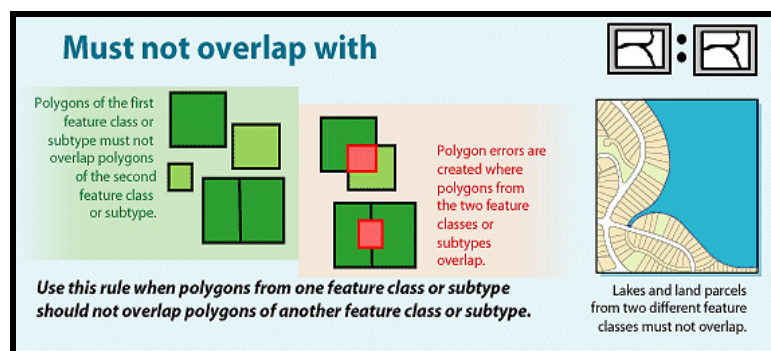 Must not overlap with
Polygons of the first
feature class or
subtype must not
overlap polygons
of the second
feature class
or subtype.
Polygon errors are
created where
polygons from
the two feature
classes or
subtypes
overlap.
Use this rule when polygons from one feature class or subtype
should not overlap polygons of another feature class or subtype.
Lakes and land parcels
from two different feature
classes must not overlap.